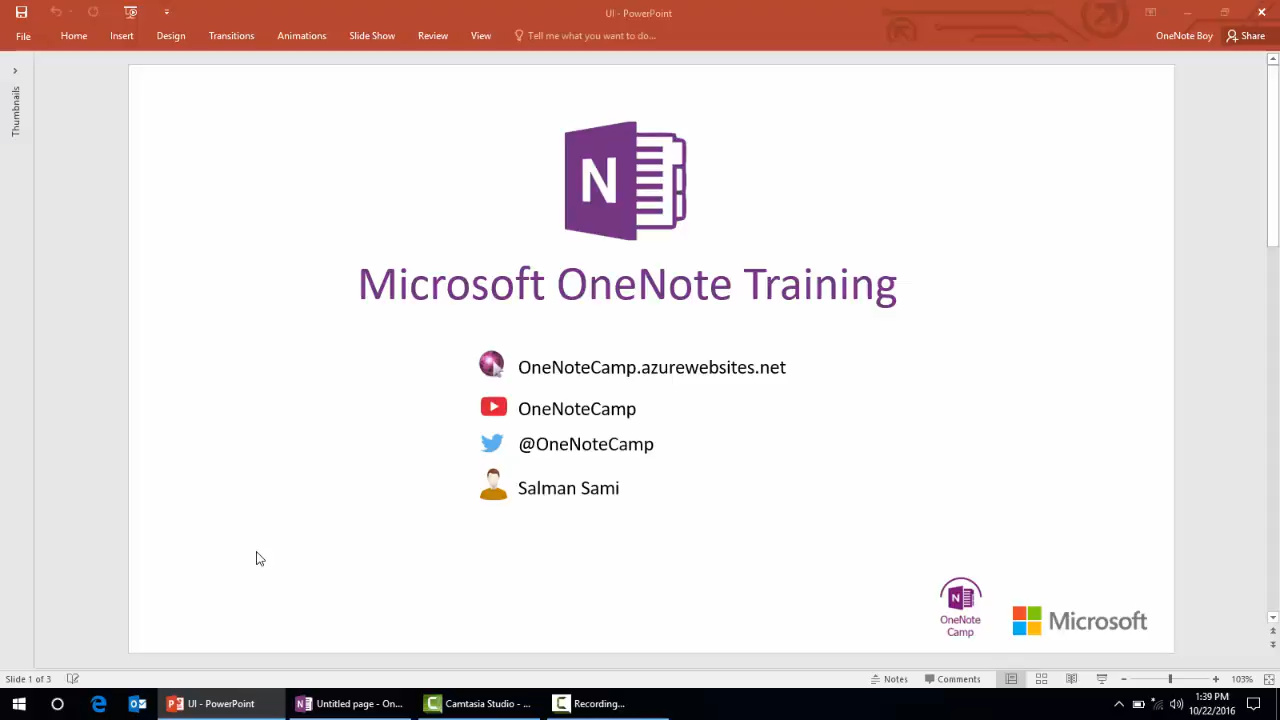 UI - PowerPoint
File Home Insert Design Transitions Animations Slide Show Review View Tell me what you want to do... OneNote Boy Share
Thumbnails
N
Microsoft OneNote Training
OneNoteCamp.azurewebsites.net
OneNoteCamp
@OneNoteCamp
Salman Sami
N
OneNote
Camp
Microsoft
Slide 1 of 3 Notes Comments 103%
UI - PowerPoint Untitled page - On... Camtasia Studio - ... Recording... 1:39 PM
10/22/2016